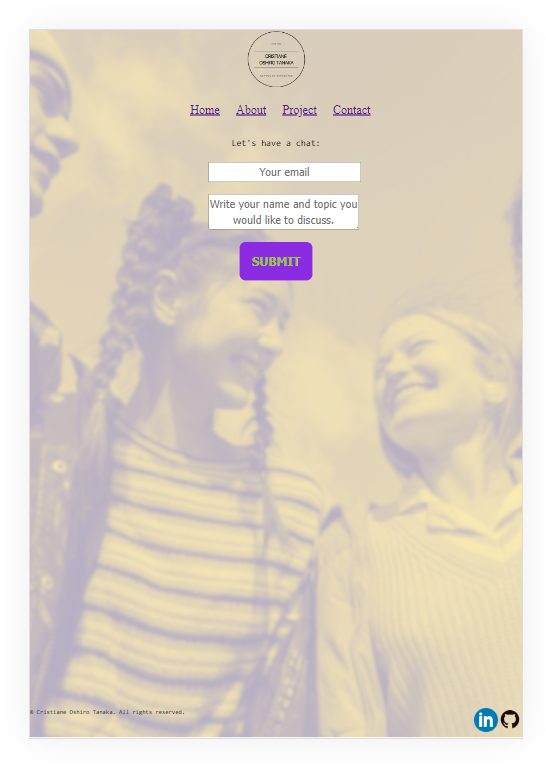 CRISTIANE
OSHIRO TANAKA
Home About Project Contact
Let's have a chat:
Your email
Write your name and topic you
would like to discuss.
SUBMIT
© Cristiane Oshiro Tanaka. All rights reserved.
in